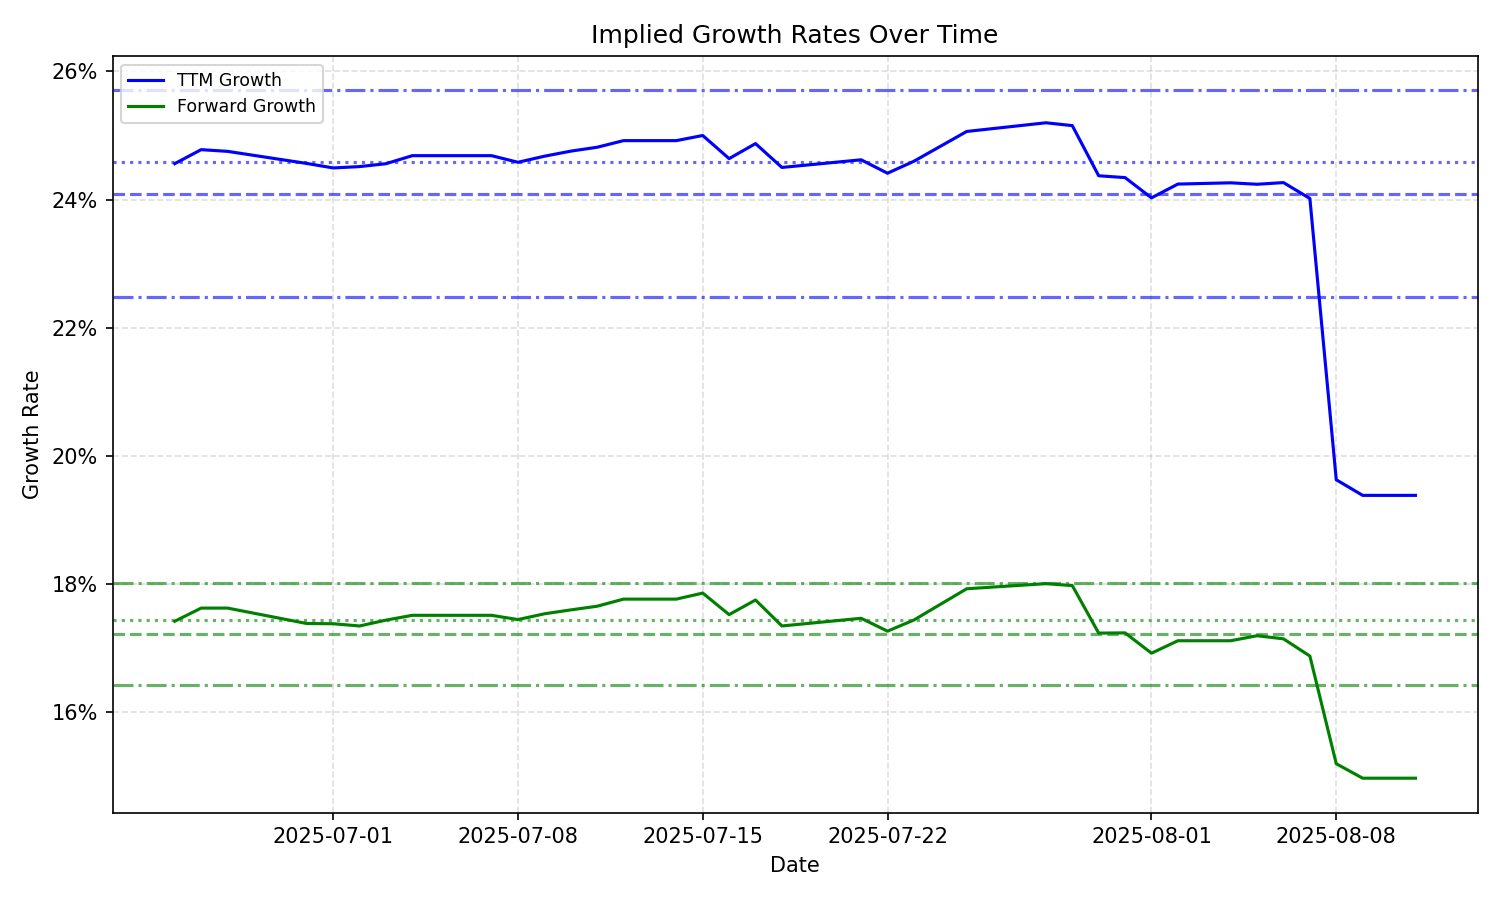 Implied Growth Rates Over Time
TTM Growth
Forward Growth
26%
24%
22%
20%
18%
16%
Growth Rate
2025-07-01
2025-07-08
2025-07-15
2025-07-22
2025-08-01
2025-08-08
Date